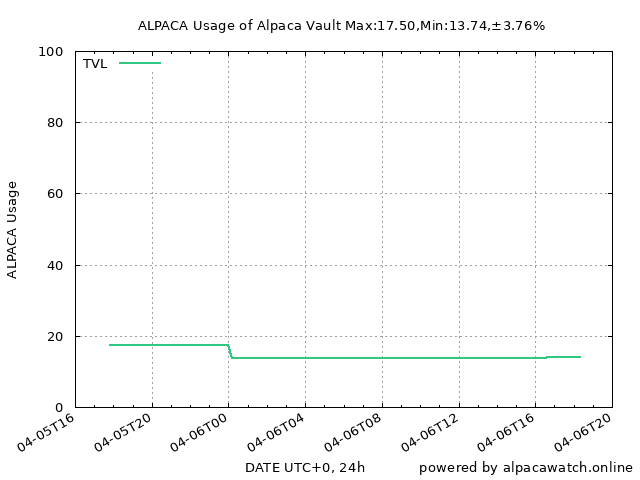 ALPACA Usage of Alpaca Vault Max:17.50,Min:13.74,±3.76%
100
TVL
80
60
ALPACA Usage
40
20
0
04-05T16 04-05T20 04-06T00 04-06T04 04-06T08 04-06T12 04-06T16 04-06T20
DATE UTC+0, 24h powered by alpacawatch.online